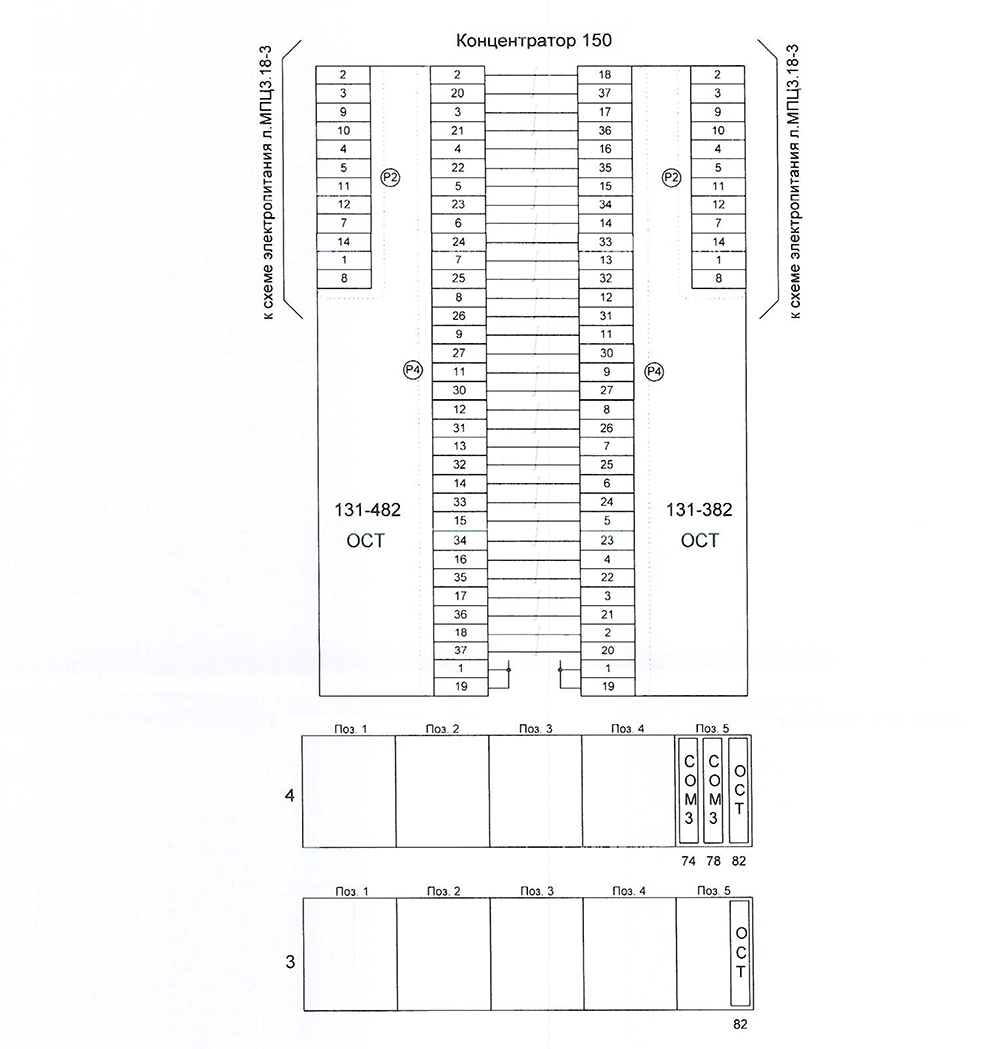 Концентратор 150
к схеме электропитания л.МПЦ3.18-3
к схеме электропитания л.МПЦ3.18-3
2 2 18 2
3 20 37 3
9 3 17 9
10 21 36 10
4 4 16 4
5 22 35 5
P2 P2
11 5 15 11
12 23 34 12
7 6 14 7
14 24 33 14
1 7 13 1
8 25 32 8
8 12
26 31
9 11
27 30
P4 11 9 P4
30 27
12 8
31 26
13 7
32 25
14 6
33 24
131-482 131-382
15 5
ОСТ 34 23 ОСТ
16 4
35 22
17 3
36 21
18 2
37 20
1 1
19 19
Поз. 1 Поз. 2 Поз. 3 Поз. 4 Поз. 5
4 СОМ3 СОМ3 ОСТ
74 78 82
Поз. 1 Поз. 2 Поз. 3 Поз. 4 Поз. 5
3 ОСТ
82